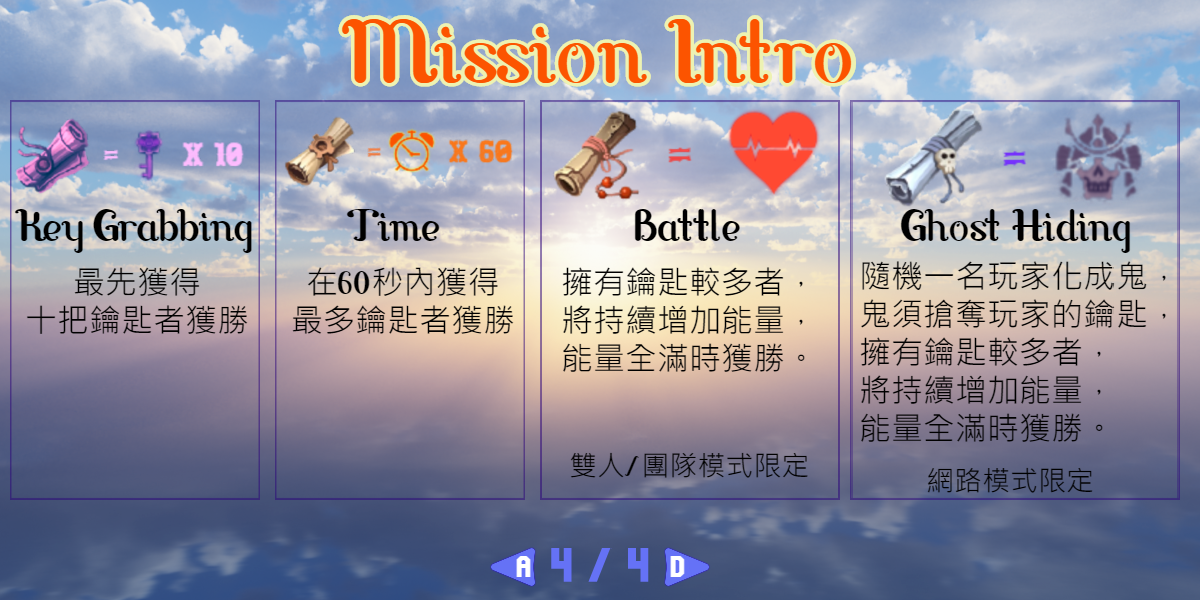 Mission Intro
= X 10
Key Grabbing
最先獲得
十把鑰匙者獲勝
= X 60
Time
在60秒內獲得
最多鑰匙者獲勝
=
Battle
擁有鑰匙較多者，
將持續增加能量，
能量全滿時獲勝。
雙人/團隊模式限定
=
Ghost Hiding
隨機一名玩家化成鬼，
鬼須搶奪玩家的鑰匙，
擁有鑰匙較多者，
將持續增加能量，
能量全滿時獲勝。
網路模式限定
A 4/4 D